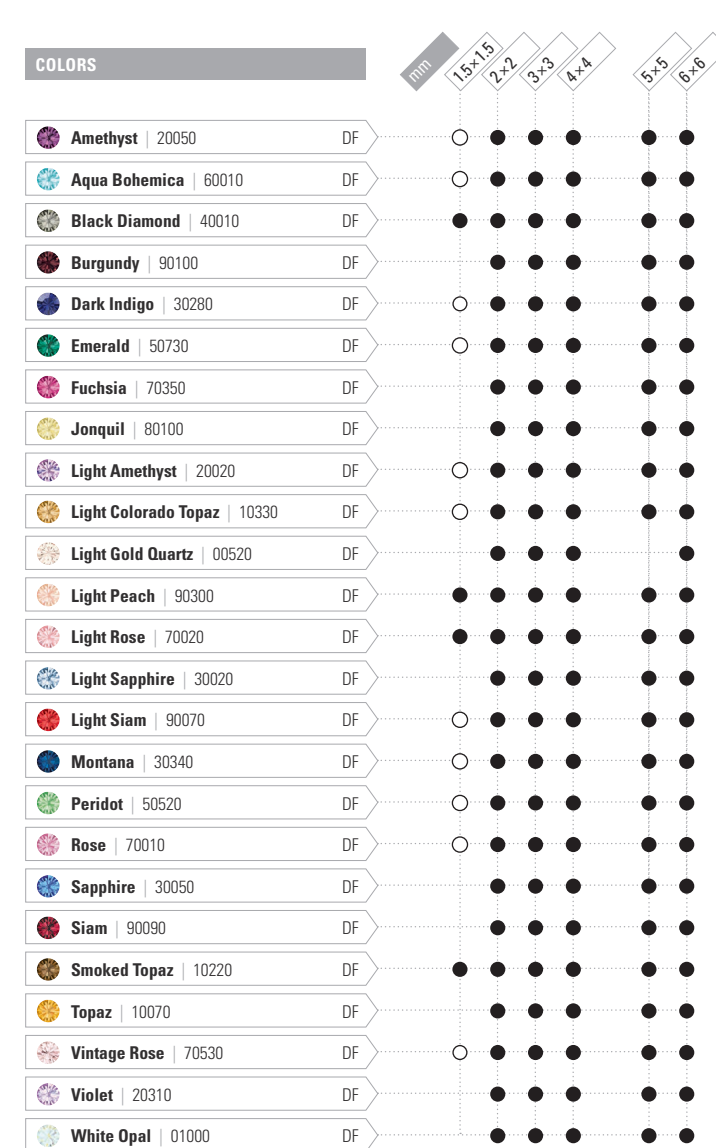 COLORS mm 1.5×1.5 2×2 3×3 4×4 5×5 6×6
Amethyst | 20050 DF
Aqua Bohemica | 60010 DF
Black Diamond | 40010 DF
Burgundy | 90100 DF
Dark Indigo | 30280 DF
Emerald | 50730 DF
Fuchsia | 70350 DF
Jonquil | 80100 DF
Light Amethyst | 20020 DF
Light Colorado Topaz | 10330 DF
Light Gold Quartz | 00520 DF
Light Peach | 90300 DF
Light Rose | 70020 DF
Light Sapphire | 30020 DF
Light Siam | 90070 DF
Montana | 30340 DF
Peridot | 50520 DF
Rose | 70010 DF
Sapphire | 30050 DF
Siam | 90090 DF
Smoked Topaz | 10220 DF
Topaz | 10070 DF
Vintage Rose | 70530 DF
Violet | 20310 DF
White Opal | 01000 DF